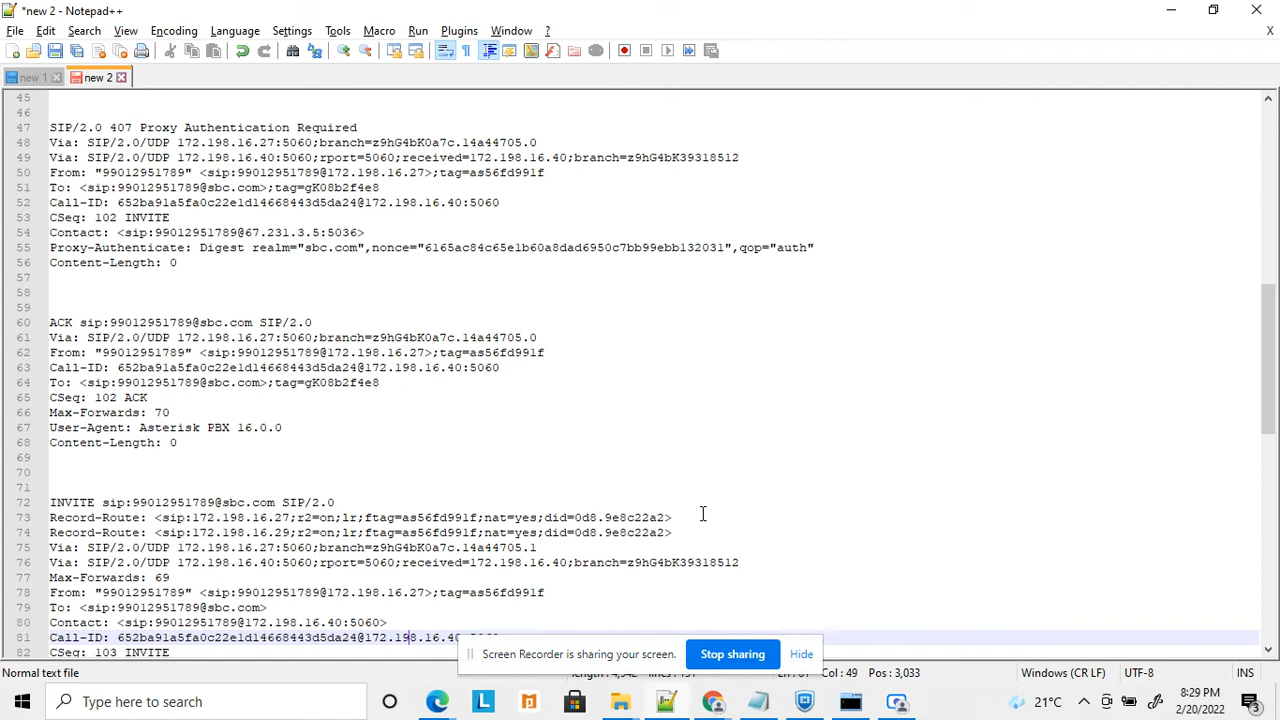 *new 2 - Notepad++
File Edit Search View Encoding Language Settings Tools Macro Run Plugins Window ? X
new 1 new 2
45
46
47 SIP/2.0 407 Proxy Authentication Required
48 Via: SIP/2.0/UDP 172.198.16.27:5060;branch=z9hG4bK0a7c.14a44705.0
49 Via: SIP/2.0/UDP 172.198.16.40:5060;rport=5060;received=172.198.16.40;branch=z9hG4bK39318512
50 From: "99012951789" <sip:99012951789@172.198.16.27>;tag=as56fd991f
51 To: <sip:99012951789@sbc.com>;tag=gK08b2f4e8
52 Call-ID: 652ba91a5fa0c22e1d14668443d5da24@172.198.16.40:5060
53 CSeq: 102 INVITE
54 Contact: <sip:99012951789@67.231.3.5:5036>
55 Proxy-Authenticate: Digest realm="sbc.com",nonce="6165ac84c65e1b60a8dad6950c7bb99ebb132031",qop="auth"
56 Content-Length: 0
57
58
59
60 ACK sip:99012951789@sbc.com SIP/2.0
61 Via: SIP/2.0/UDP 172.198.16.27:5060;branch=z9hG4bK0a7c.14a44705.0
62 From: "99012951789" <sip:99012951789@172.198.16.27>;tag=as56fd991f
63 Call-ID: 652ba91a5fa0c22e1d14668443d5da24@172.198.16.40:5060
64 To: <sip:99012951789@sbc.com>;tag=gK08b2f4e8
65 CSeq: 102 ACK
66 Max-Forwards: 70
67 User-Agent: Asterisk PBX 16.0.0
68 Content-Length: 0
69
70
71
72 INVITE sip:99012951789@sbc.com SIP/2.0
73 Record-Route: <sip:172.198.16.27;r2=on;lr;ftag=as56fd991f;nat=yes;did=0d8.9e8c22a2>
74 Record-Route: <sip:172.198.16.29;r2=on;lr;ftag=as56fd991f;nat=yes;did=0d8.9e8c22a2>
75 Via: SIP/2.0/UDP 172.198.16.27:5060;branch=z9hG4bK0a7c.14a44705.1
76 Via: SIP/2.0/UDP 172.198.16.40:5060;rport=5060;received=172.198.16.40;branch=z9hG4bK39318512
77 Max-Forwards: 69
78 From: "99012951789" <sip:99012951789@172.198.16.27>;tag=as56fd991f
79 To: <sip:99012951789@sbc.com>
80 Contact: <sip:99012951789@172.198.16.40:5060>
81 Call-ID: 652ba91a5fa0c22e1d14668443d5da24@172.198.16.40
82 CSeq: 103 INVITE
Screen Recorder is sharing your screen. Stop sharing Hide
Normal text file Pos : 3,033 Windows (CR LF) UTF-8 INS
Type here to search 21°C 8:29 PM
2/20/2022 3